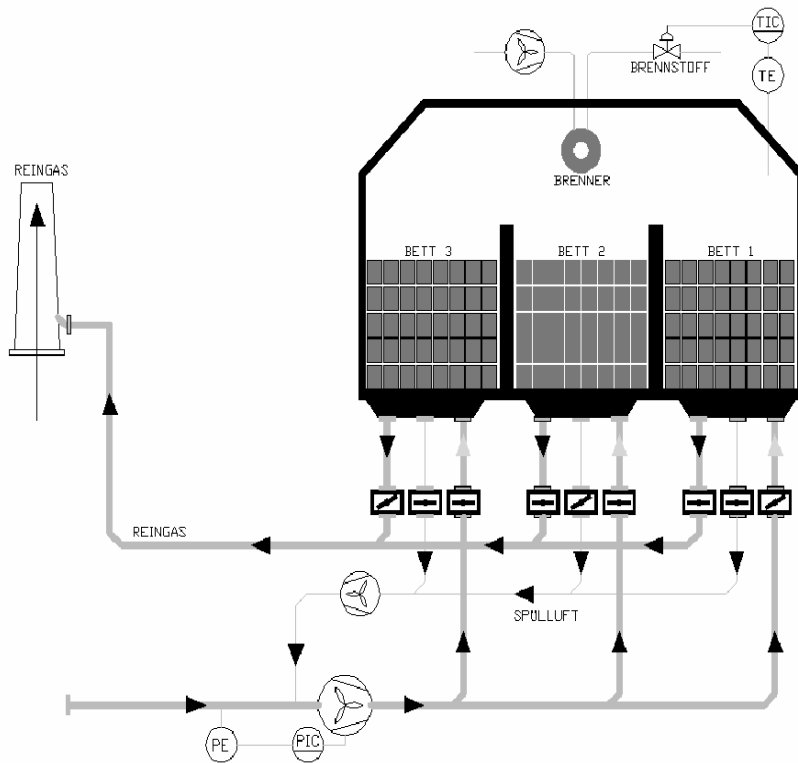 TIC
BRENNSTOFF
TE
REINGAS
BRENNER
BETT 3
BETT 2
BETT 1
REINGAS
SPÜLLUFT
PE
PIC